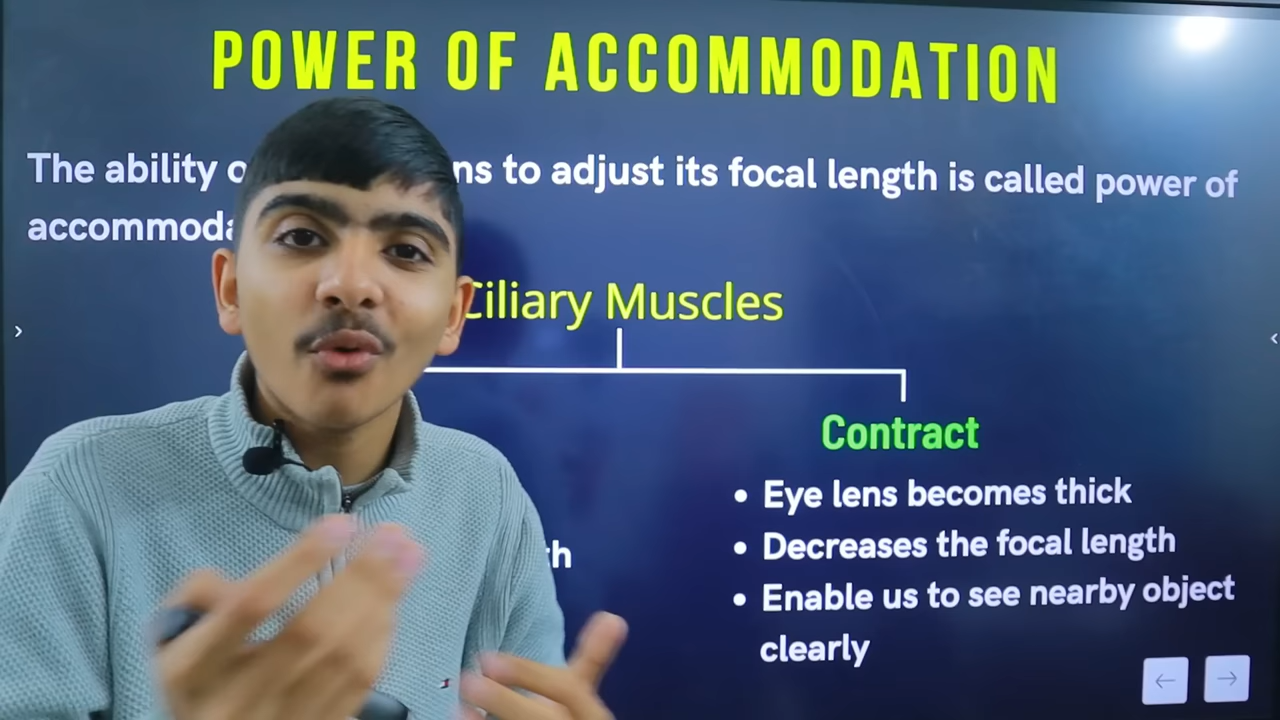 POWER OF ACCOMMODATION
The ability ns to adjust its focal length is called power of
accommoda
Ciliary Muscles
Contract
• Eye lens becomes thick
• Decreases the focal length
th
• Enable us to see nearby object
clearly